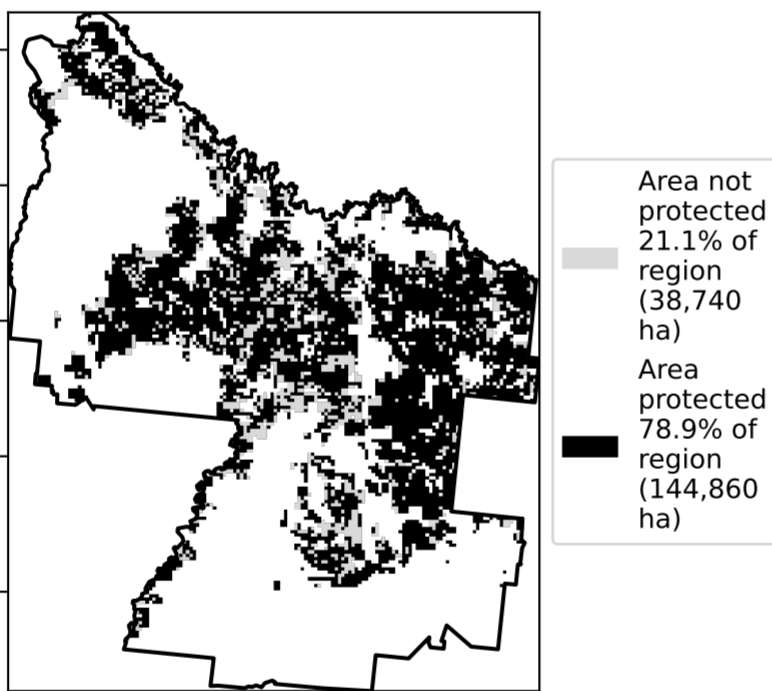 Area not
protected
21.1% of
region
(38,740
ha)
Area
protected
78.9% of
region
(144,860
ha)